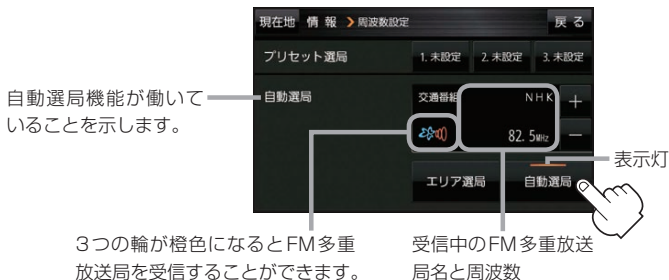 現在地 情 報 >周波数設定 戻 る
プリセット選局 1. 未設定 2. 未設定 3. 未設定
自動選局機能が働いて
いることを示します。
自動選局 交通番組 NHK +
82. 5MHz −
表示灯
エリア選局 自動選局
3つの輪が橙色になるとFM多重
放送局を受信することができます。
受信中のFM多重放送
局名と周波数